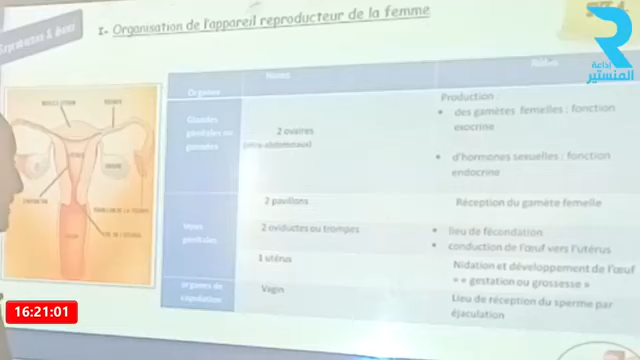 I- Organisation de l'appareil reproducteur de la femme
إذاعة
المنستير
Organes
Noms
Rôles
Glandes
génitales ou
gonades
2 ovaires
(intra-abdominaux)
Production :
• des gamètes femelles : fonction
exocrine
• d'hormones sexuelles : fonction
endocrine
Voies
génitales
2 pavillons
Réception du gamète femelle
2 oviductes ou trompes
• lieu de fécondation
• conduction de l'œuf vers l'utérus
1 utérus
Nidation et développement de l'œuf
« « gestation ou grossesse »
organes de
copulation
Vagin
Lieu de réception du sperme par
éjaculation
16:21:01